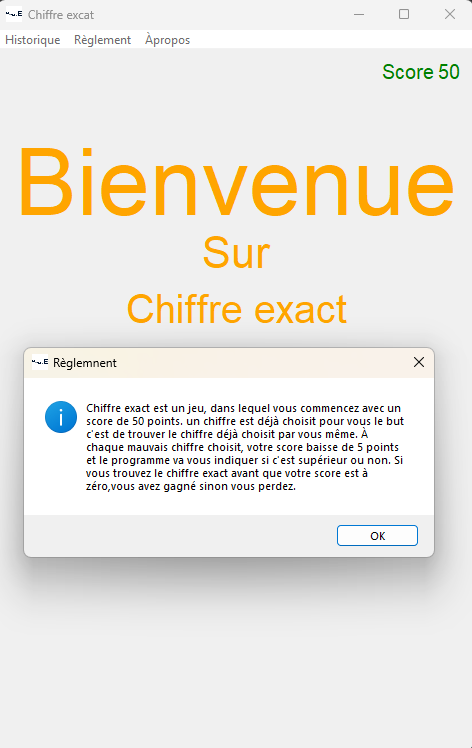 Chiffre excat
Historique Règlement Àpropos
Score 50
Bienvenue
Sur
Chiffre exact
Règlemnent
Chiffre exact est un jeu, dans lequel vous commencez avec un
score de 50 points. un chiffre est déjà choisit pour vous le but
c'est de trouver le chiffre déjà choisit par vous même. À
chaque mauvais chiffre choisit, votre score baisse de 5 points
et le programme va vous indiquer si c'est supérieur ou non. Si
vous trouvez le chiffre exact avant que votre score est à
zéro,vous avez gagné sinon vous perdez.
OK